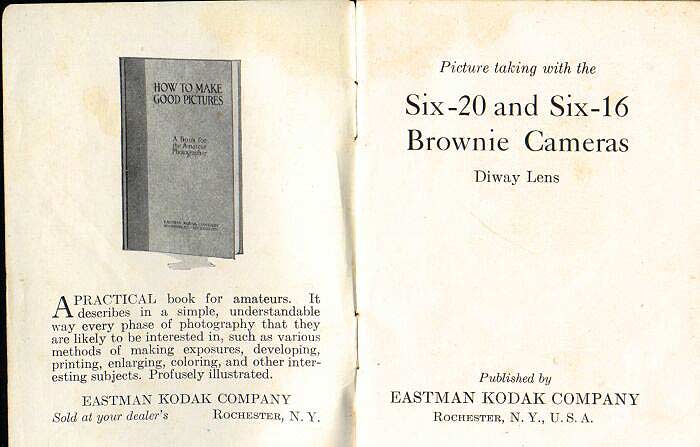 HOW TO MAKE
GOOD PICTURES
A Book for
the Amateur
Photographer
EASTMAN KODAK COMPANY
A PRACTICAL book for amateurs. It
describes in a simple, understandable
way every phase of photography that they
are likely to be interested in, such as various
methods of making exposures, developing,
printing, enlarging, coloring, and other inter-
esting subjects. Profusely illustrated.
EASTMAN KODAK COMPANY
Sold at your dealer's ROCHESTER, N. Y.
Picture taking with the
Six-20 and Six-16
Brownie Cameras
Diway Lens
Published by
EASTMAN KODAK COMPANY
ROCHESTER, N. Y., U. S. A.